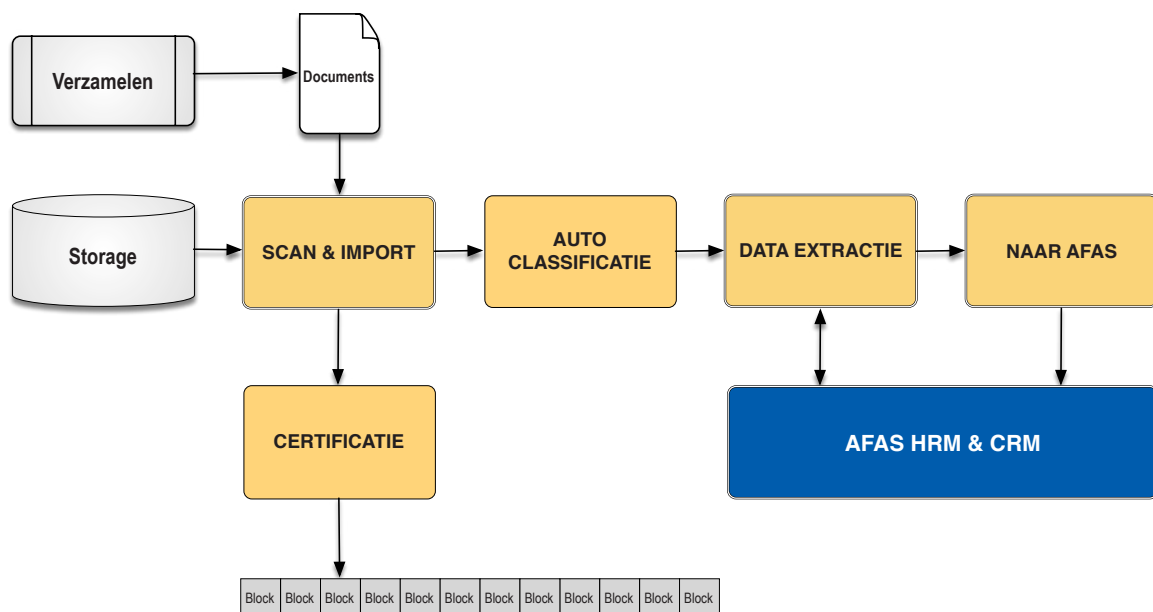 Verzamelen
Documents
Storage
SCAN & IMPORT
AUTO
CLASSIFICATIE
DATA EXTRACTIE
NAAR AFAS
CERTIFICATIE
AFAS HRM & CRM
Block Block Block Block Block Block Block Block Block Block Block Block